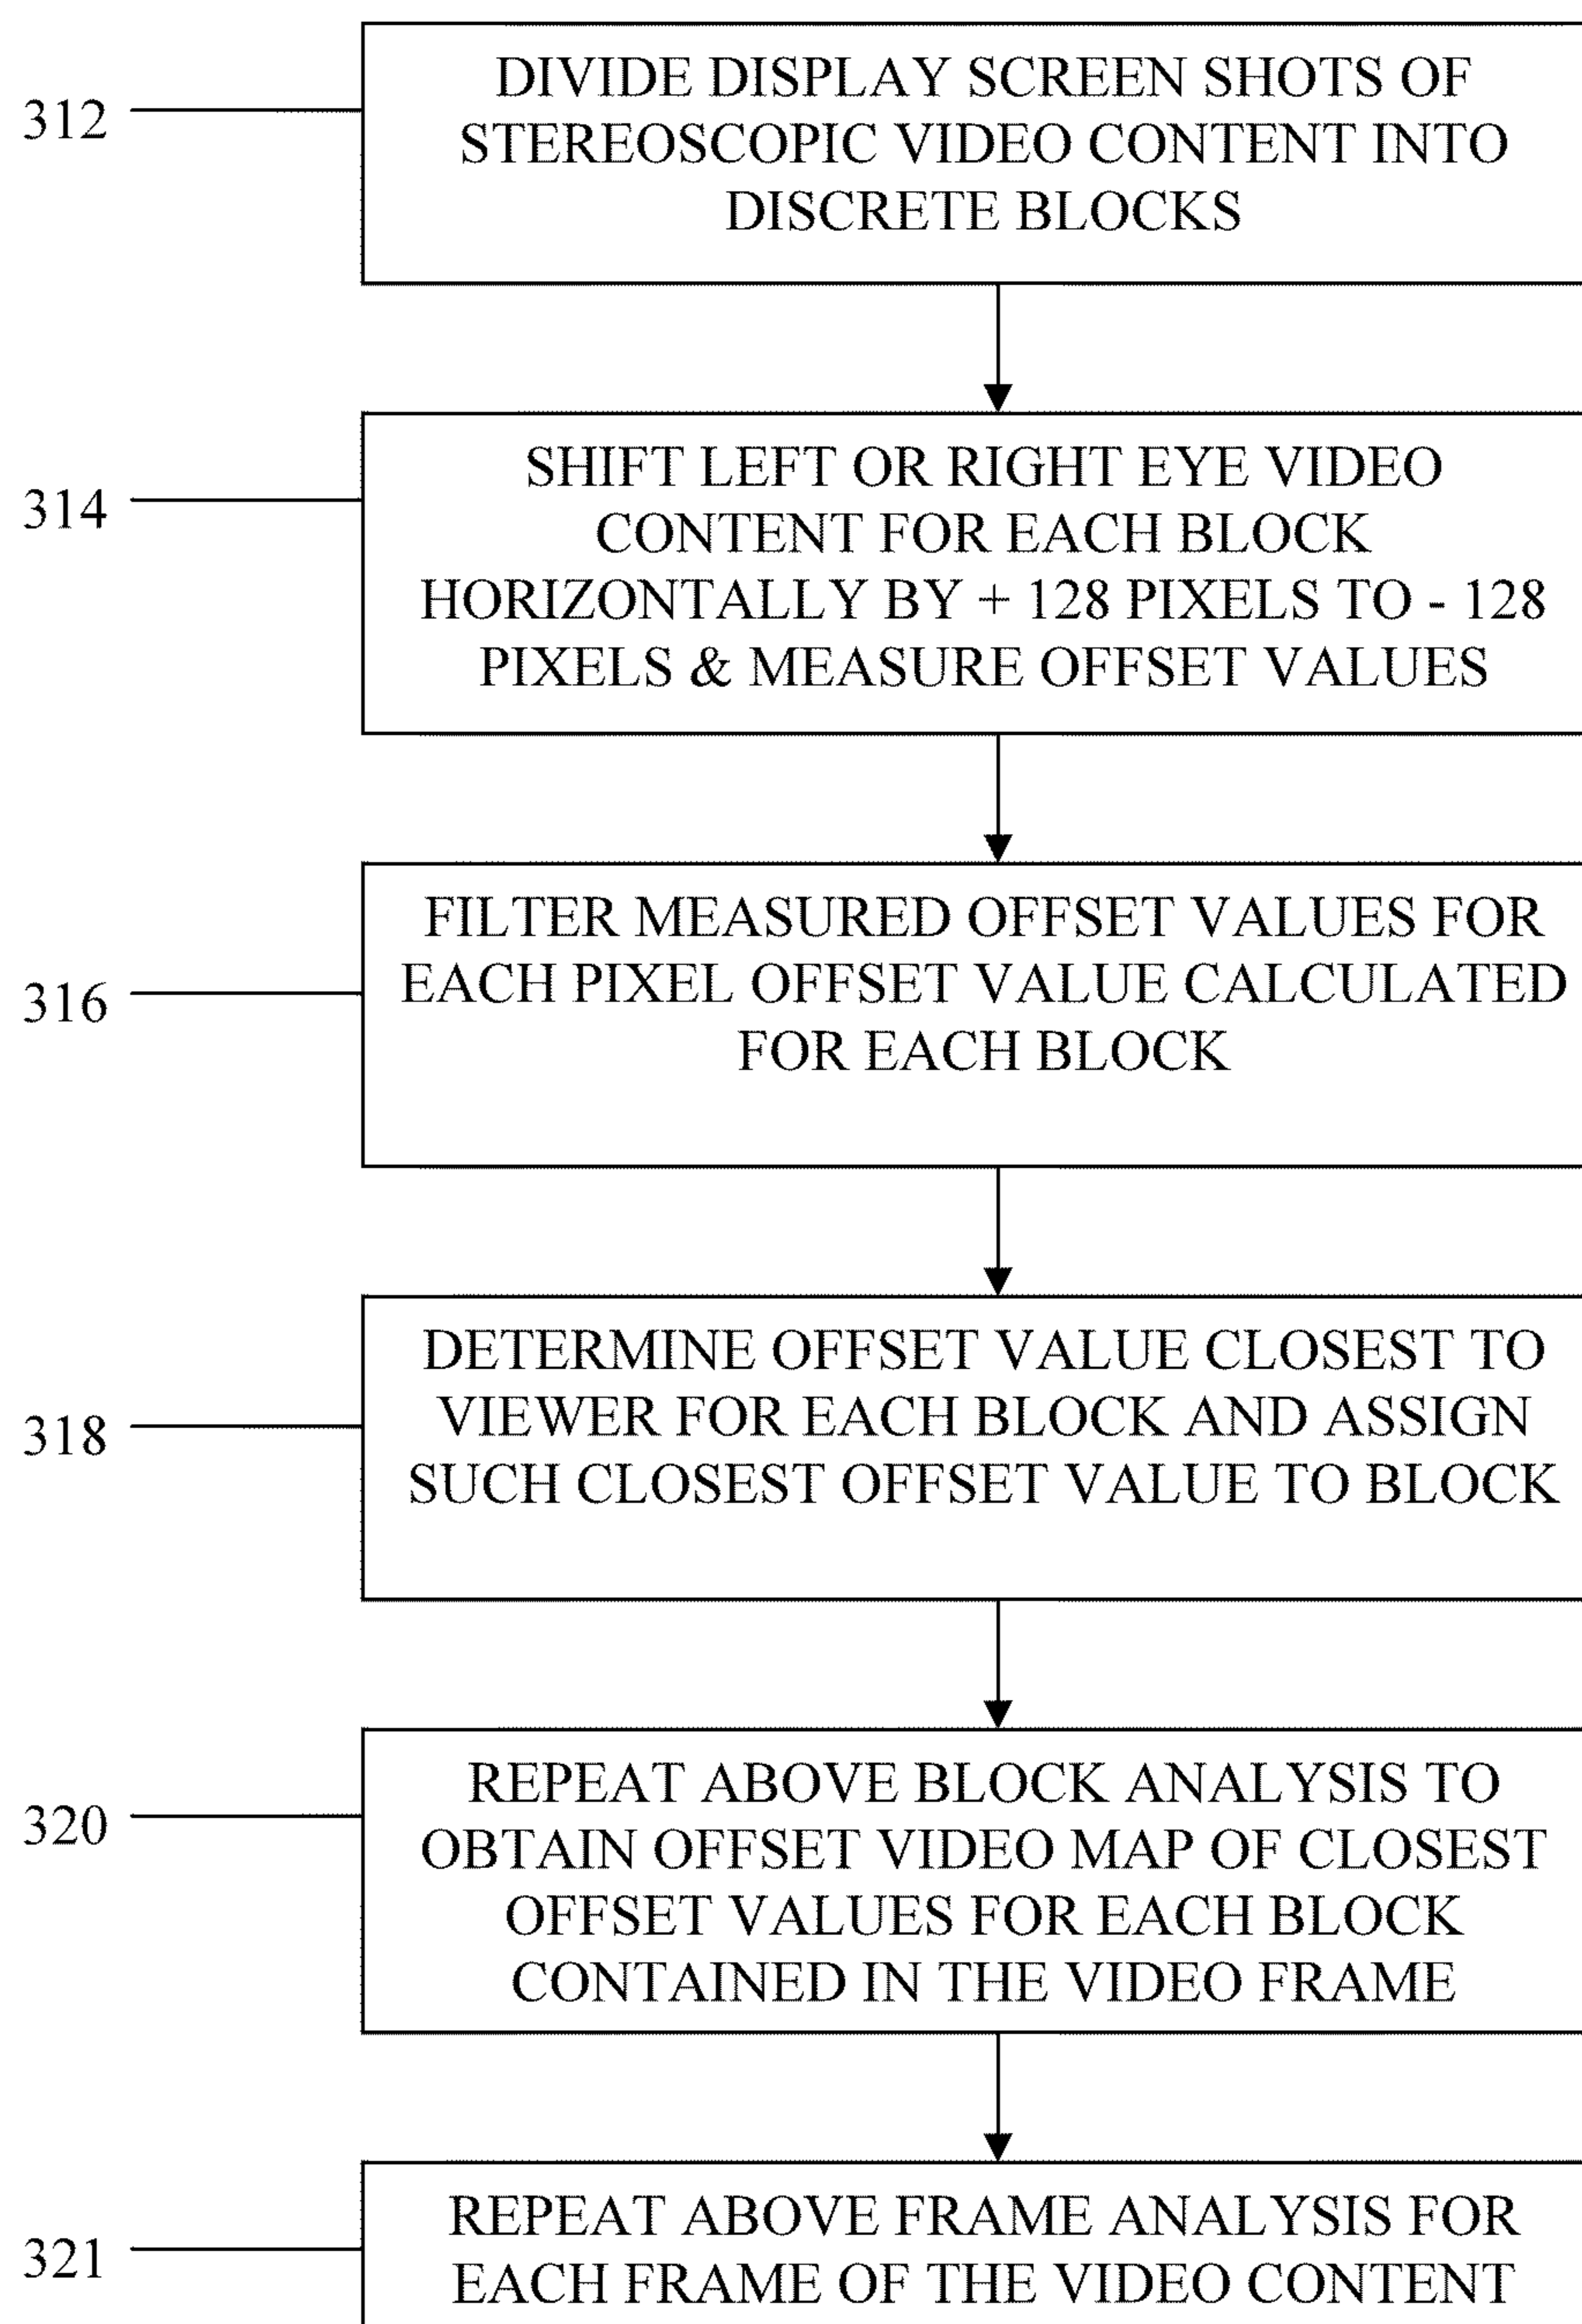 312
DIVIDE DISPLAY SCREEN SHOTS OF
STEREOSCOPIC VIDEO CONTENT INTO
DISCRETE BLOCKS
314
SHIFT LEFT OR RIGHT EYE VIDEO
CONTENT FOR EACH BLOCK
HORIZONTALLY BY + 128 PIXELS TO - 128
PIXELS & MEASURE OFFSET VALUES
316
FILTER MEASURED OFFSET VALUES FOR
EACH PIXEL OFFSET VALUE CALCULATED
FOR EACH BLOCK
318
DETERMINE OFFSET VALUE CLOSEST TO
VIEWER FOR EACH BLOCK AND ASSIGN
SUCH CLOSEST OFFSET VALUE TO BLOCK
320
REPEAT ABOVE BLOCK ANALYSIS TO
OBTAIN OFFSET VIDEO MAP OF CLOSEST
OFFSET VALUES FOR EACH BLOCK
CONTAINED IN THE VIDEO FRAME
321
REPEAT ABOVE FRAME ANALYSIS FOR
EACH FRAME OF THE VIDEO CONTENT